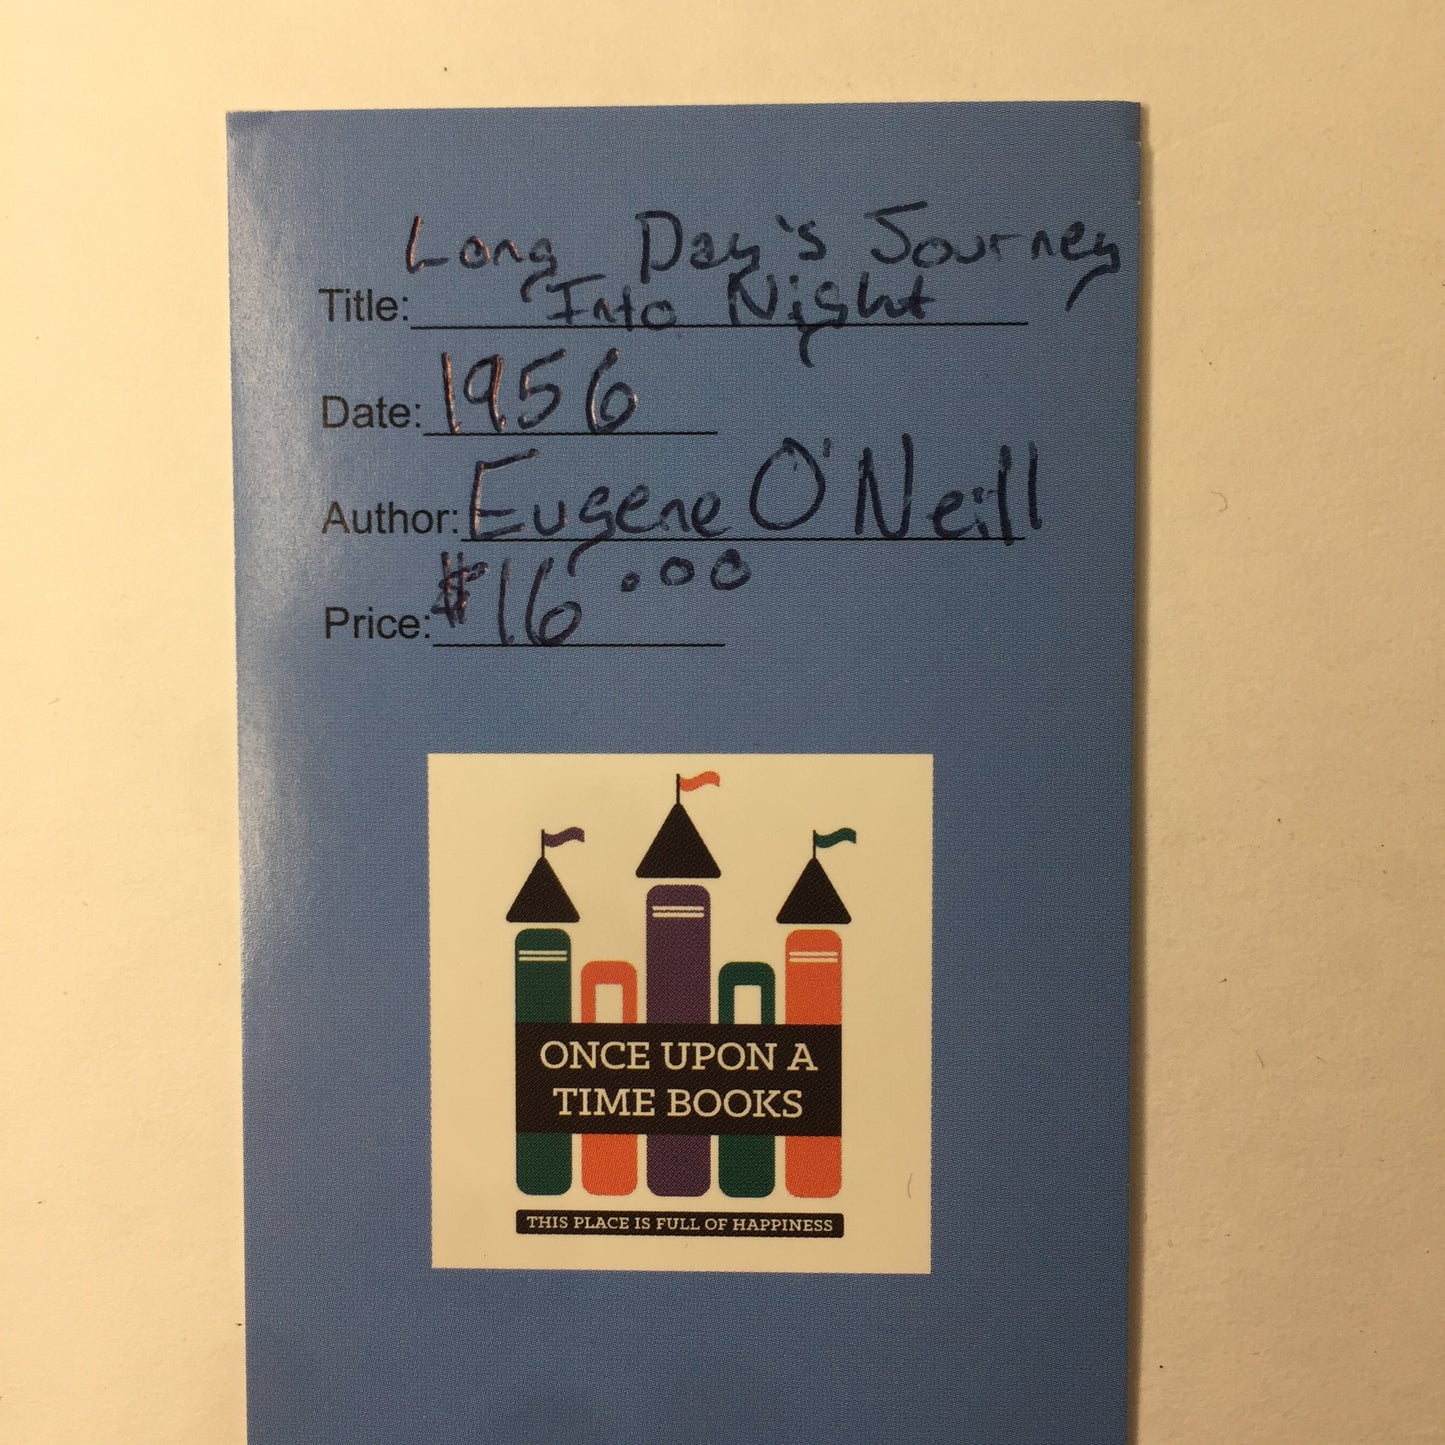 Long Day's Journey
Title: Into Night
Date: 1956
Author: Eugene O'Neill
Price: $16.00
ONCE UPON A
TIME BOOKS
THIS PLACE IS FULL OF HAPPINESS